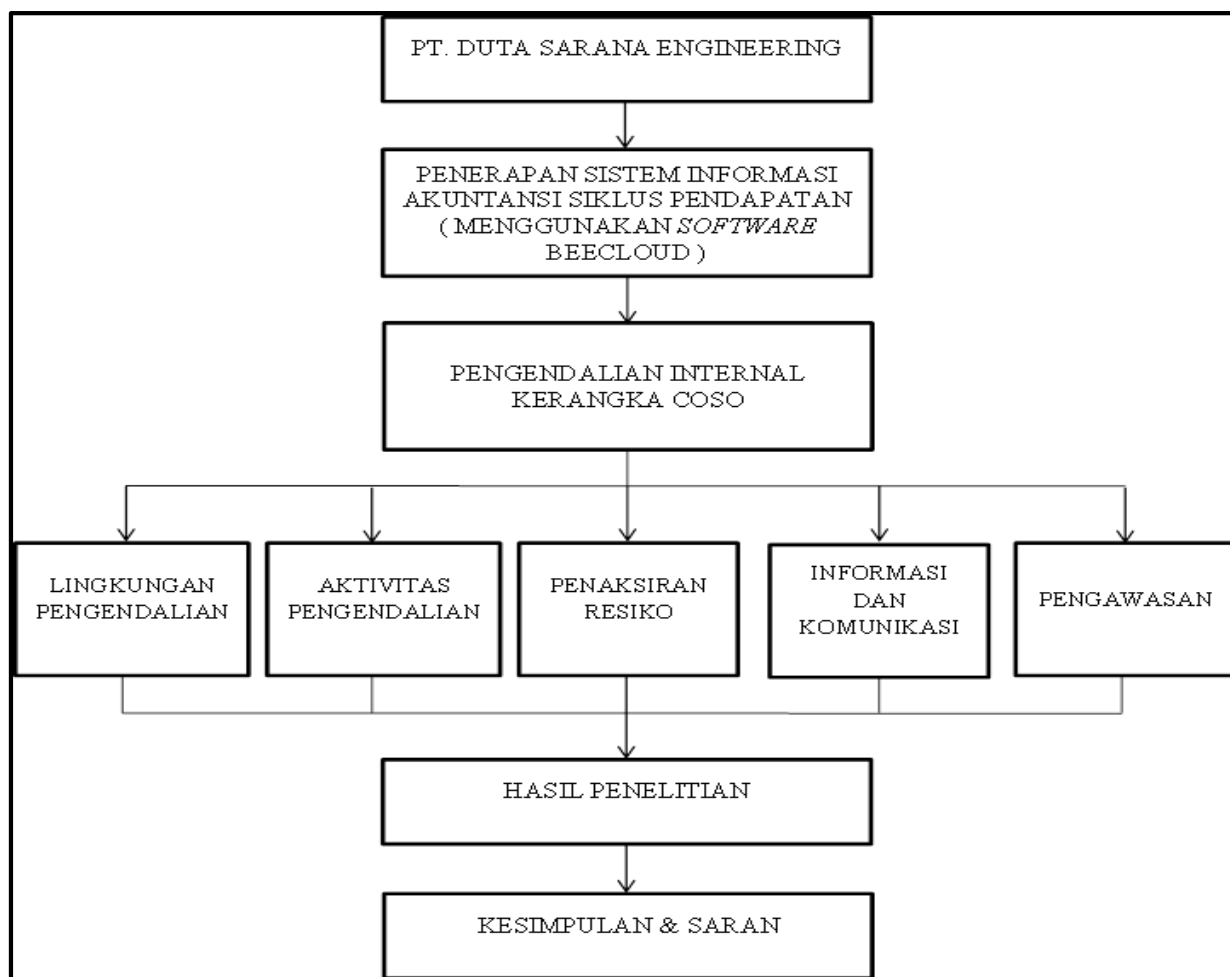 PT. DUTA SARANA ENGINEERING
PENERAPAN SISTEM INFORMASI
AKUNTANSI SIKLUS PENDAPATAN
( MENGGUNAKAN SOFTWARE
BEECLOUD )
PENGENDALIAN INTERNAL
KERANGKA COSO
LINGKUNGAN
PENGENDALIAN
AKTIVITAS
PENGENDALIAN
PENAKSIRAN
RESIKO
INFORMASI
DAN
KOMUNIKASI
PENGAWASAN
HASIL PENELITIAN
KESIMPULAN & SARAN